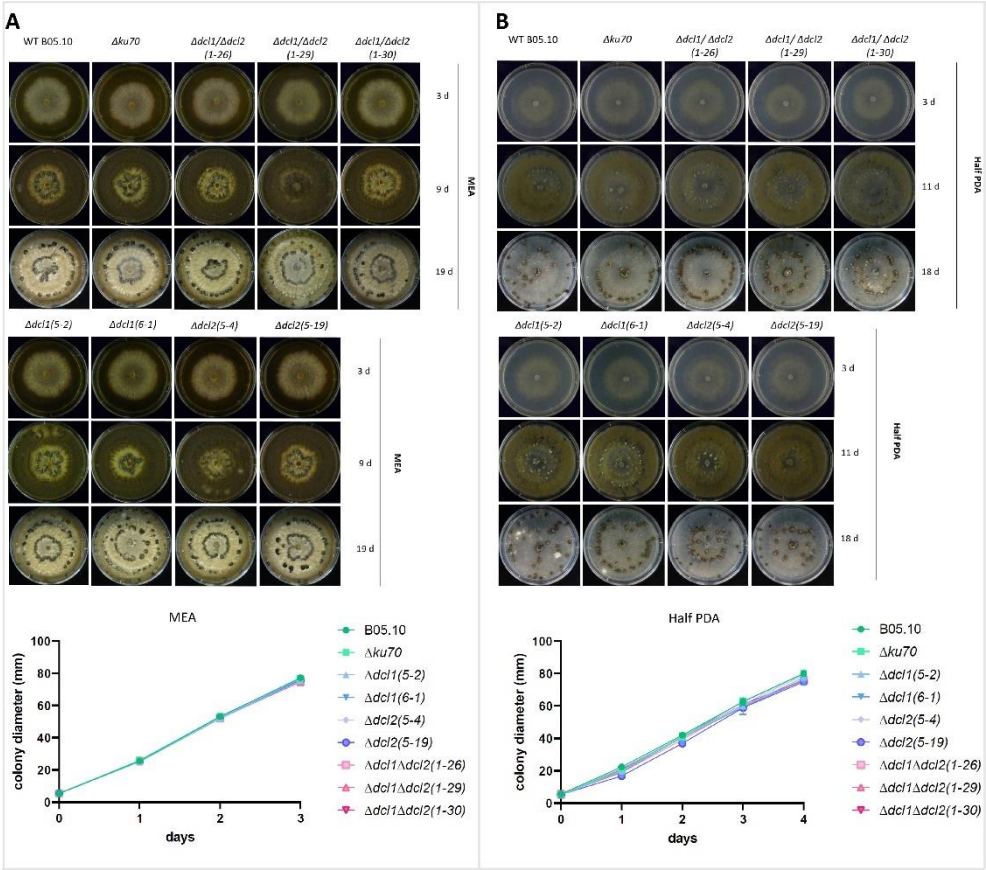 A
WT B05.10
Δku70
Δdcl1/Δdcl2
(1-26)
Δdcl1/Δdcl2
(1-29)
Δdcl1/Δdcl2
(1-30)
3 d
9 d
19 d
MEA
Δdcl1(5-2)
Δdcl1(6-1)
Δdcl2(5-4)
Δdcl2(5-19)
3 d
9 d
19 d
MEA
MEA
colony diameter (mm)
100
80
60
40
20
0
0 1 2 3
days
B05.10
Δku70
Δdcl1(5-2)
Δdcl1(6-1)
Δdcl2(5-4)
Δdcl2(5-19)
Δdcl1Δdcl2(1-26)
Δdcl1Δdcl2(1-29)
Δdcl1Δdcl2(1-30)
B
WT B05.10
Δku70
Δdcl1/ Δdcl2
(1-26)
Δdcl1/ Δdcl2
(1-29)
Δdcl1/ Δdcl2
(1-30)
3 d
11 d
18 d
Half PDA
Δdcl1(5-2)
Δdcl1(6-1)
Δdcl2(5-4)
Δdcl2(5-19)
3 d
11 d
18 d
Half PDA
Half PDA
colony diameter (mm)
100
80
60
40
20
0
0 1 2 3 4
days
B05.10
Δku70
Δdcl1(5-2)
Δdcl1(6-1)
Δdcl2(5-4)
Δdcl2(5-19)
Δdcl1Δdcl2(1-26)
Δdcl1Δdcl2(1-29)
Δdcl1Δdcl2(1-30)